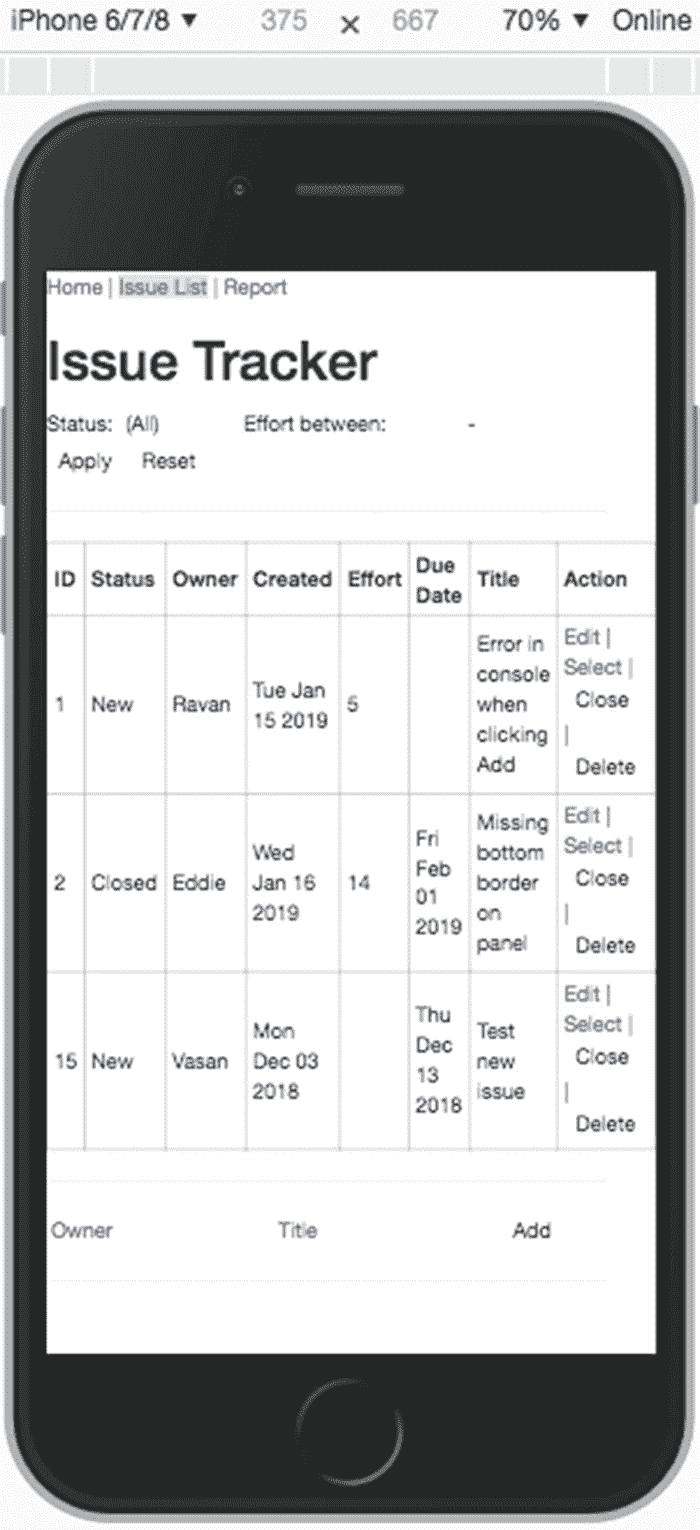 iPhone 6/7/8 ▼ 375 × 667 70% ▼ Online
Home | Issue List | Report
Issue Tracker
Status: (All) Effort between: -
Apply Reset
ID Status Owner Created Effort Due Date Title Action
1 New Ravan Tue Jan 15 2019 5 Error in console when clicking Add Edit | Select | Close | Delete
2 Closed Eddie Wed Jan 16 2019 14 Fri Feb 01 2019 Missing bottom border on panel Edit | Select | Close | Delete
15 New Vasan Mon Dec 03 2018 Thu Dec 13 2018 Test new issue Edit | Select | Close | Delete
Owner Title Add